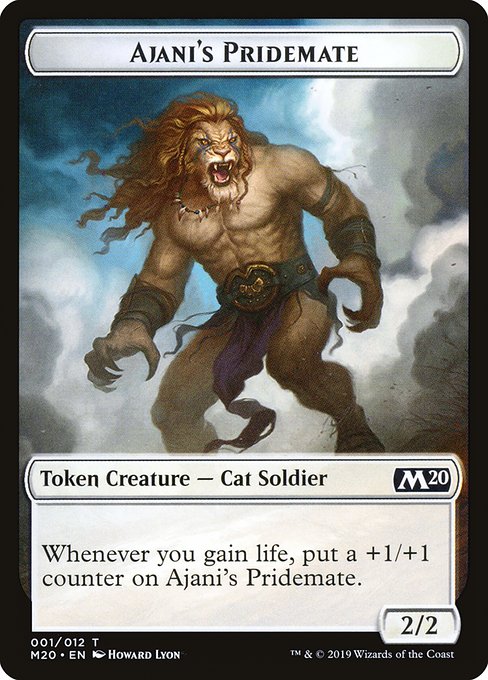 Ajani's Pridemate
Token Creature — Cat Soldier
M20
Whenever you gain life, put a +1/+1
counter on Ajani's Pridemate.
2/2
001/012 T
M20 • EN Howard Lyon
™ & © 2019 Wizards of the Coast